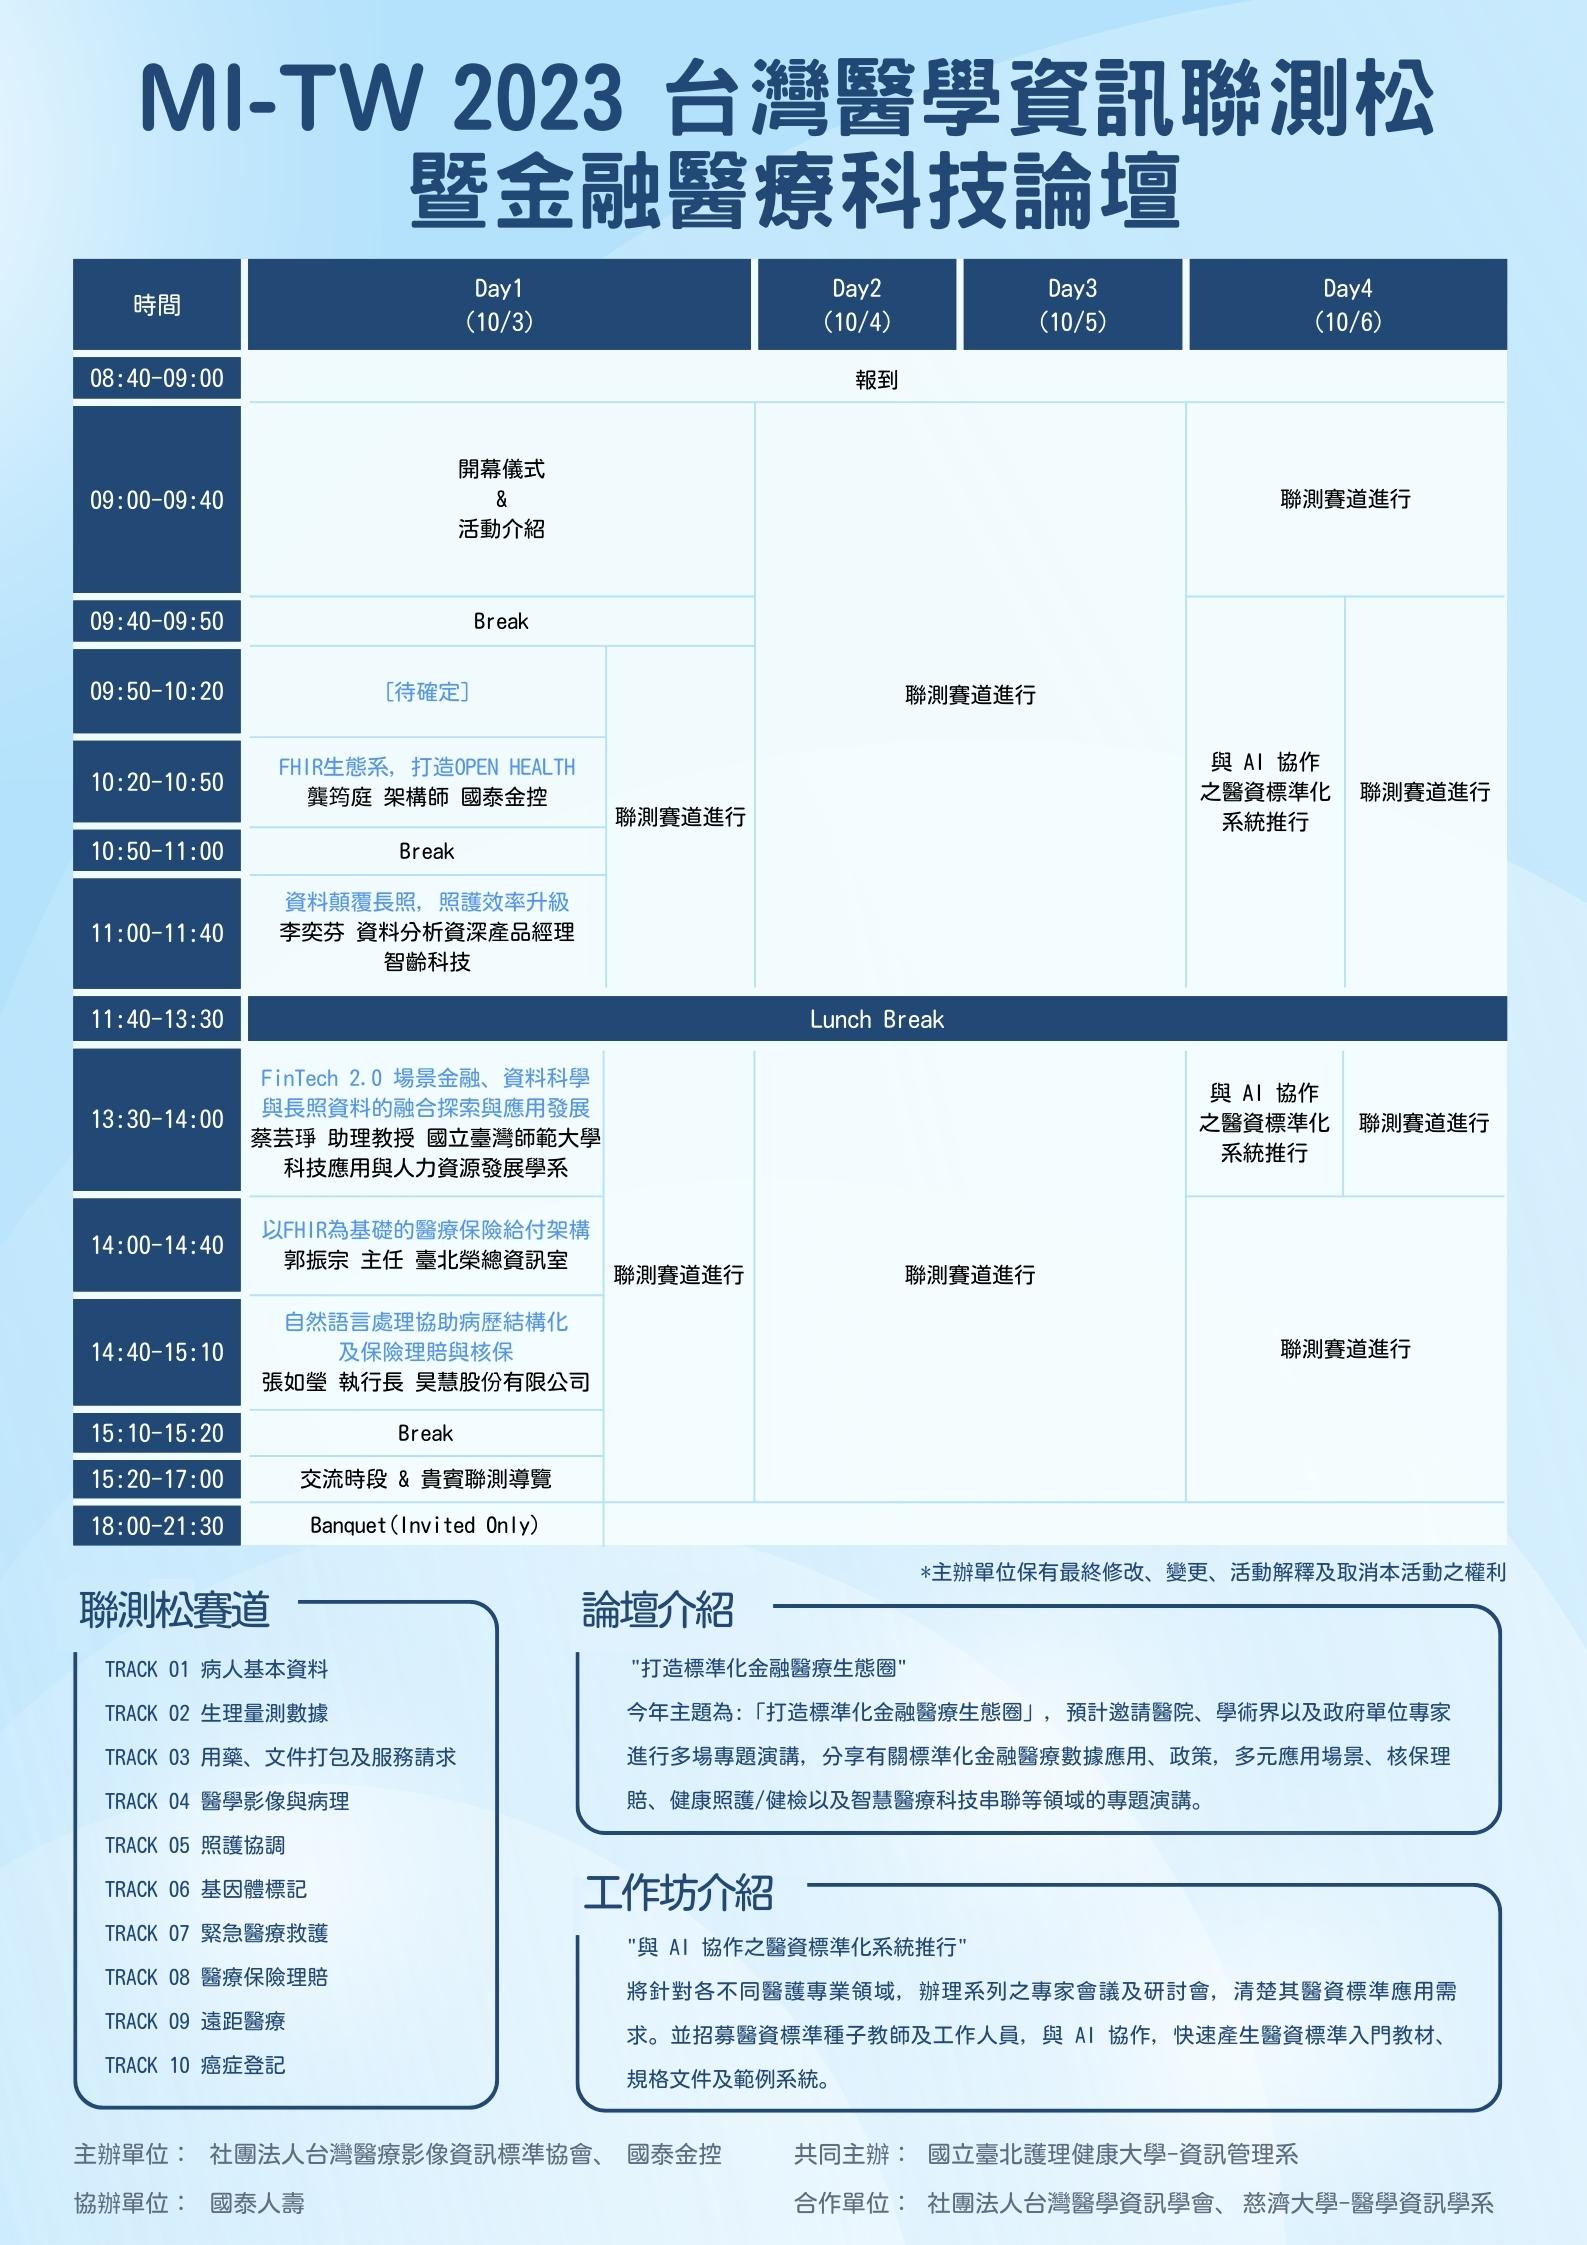 MI-TW 2023 台灣醫學資訊聯測松
暨金融醫療科技論壇
時間
Day1
(10/3)
Day2
(10/4)
Day3
(10/5)
Day4
(10/6)
08:40-09:00
報到
09:00-09:40
開幕儀式
&
活動介紹
聯測賽道進行
聯測賽道進行
09:40-09:50
Break
09:50-10:20
[待確定]
聯測賽道進行
與 AI 協作
之醫資標準化
系統推行
聯測賽道進行
10:20-10:50
FHIR生態系, 打造OPEN HEALTH
龔筠庭 架構師 國泰金控
10:50-11:00
Break
11:00-11:40
資料顛覆長照, 照護效率升級
李奕芬 資料分析資深產品經理
智齡科技
11:40-13:30
Lunch Break
13:30-14:00
FinTech 2.0 場景金融、資料科學
與長照資料的融合探索與應用發展
蔡芸琤 助理教授 國立臺灣師範大學
科技應用與人力資源發展學系
聯測賽道進行
聯測賽道進行
與 AI 協作
之醫資標準化
系統推行
聯測賽道進行
14:00-14:40
以FHIR為基礎的醫療保險給付架構
郭振宗 主任 臺北榮總資訊室
聯測賽道進行
14:40-15:10
自然語言處理協助病歷結構化
及保險理賠與核保
張如瑩 執行長 昊慧股份有限公司
15:10-15:20
Break
15:20-17:00
交流時段 & 貴賓聯測導覽
18:00-21:30
Banquet(Invited Only)
*主辦單位保有最終修改、變更、活動解釋及取消本活動之權利
聯測松賽道
TRACK 01 病人基本資料
TRACK 02 生理量測數據
TRACK 03 用藥、文件打包及服務請求
TRACK 04 醫學影像與病理
TRACK 05 照護協調
TRACK 06 基因體標記
TRACK 07 緊急醫療救護
TRACK 08 醫療保險理賠
TRACK 09 遠距醫療
TRACK 10 癌症登記
論壇介紹
"打造標準化金融醫療生態圈"
今年主題為:「打造標準化金融醫療生態圈」, 預計邀請醫院、學術界以及政府單位專家
進行多場專題演講, 分享有關標準化金融醫療數據應用、政策, 多元應用場景、核保理
賠、健康照護/健檢以及智慧醫療科技串聯等領域的專題演講。
工作坊介紹
"與 AI 協作之醫資標準化系統推行"
將針對各不同醫護專業領域, 辦理系列之專家會議及研討會, 清楚其醫資標準應用需
求。並招募醫資標準種子教師及工作人員, 與 AI 協作, 快速產生醫資標準入門教材、
規格文件及範例系統。
主辦單位： 社團法人台灣醫療影像資訊標準協會、 國泰金控
共同主辦： 國立臺北護理健康大學-資訊管理系
協辦單位： 國泰人壽
合作單位： 社團法人台灣醫學資訊學會、慈濟大學-醫學資訊學系